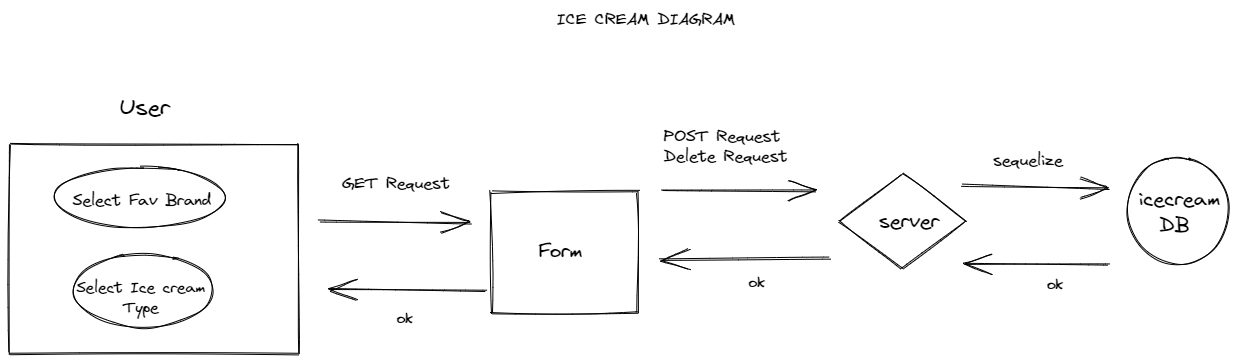 ICE CREAM DIAGRAM
User
Select Fav Brand
Select Ice cream
Type
GET Request
ok
Form
POST Request
Delete Request
ok
server
sequelize
ok
icecream
DB